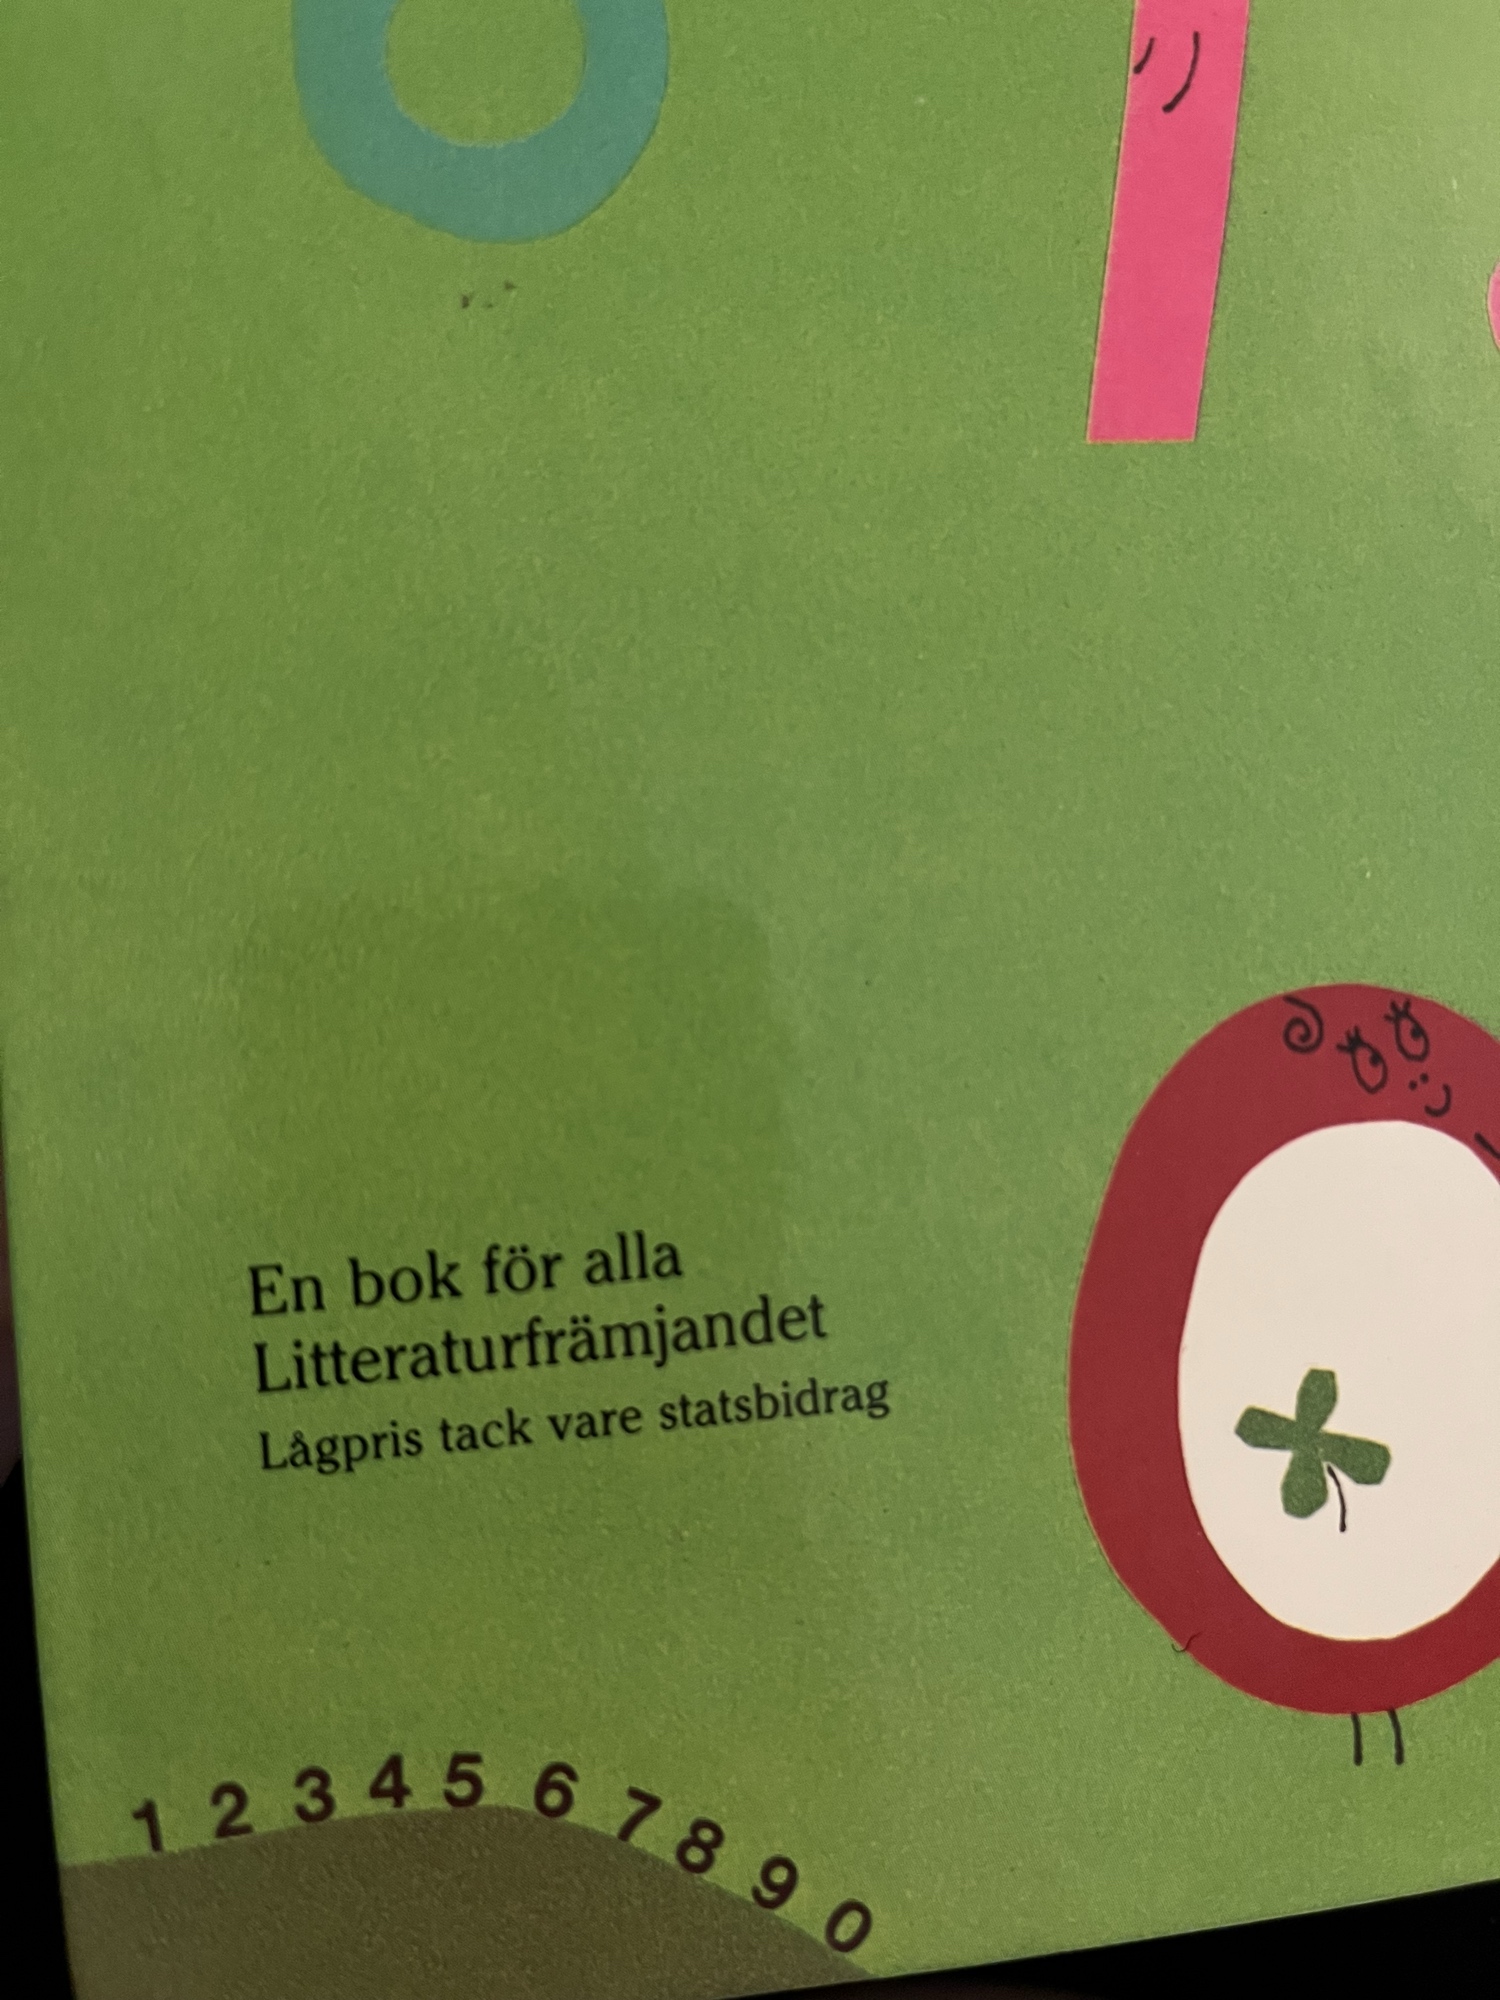 En bok för alla
Litteraturfrämjandet
Lågpris tack vare statsbidrag
1 2 3 4 5 6 7 8 9 0